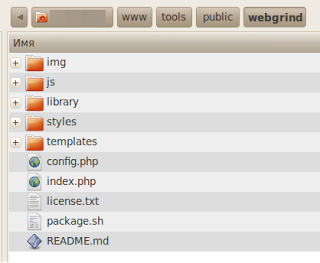 www tools public webgrind
Имя
img
js
library
styles
templates
config.php
index.php
license.txt
package.sh
README.md